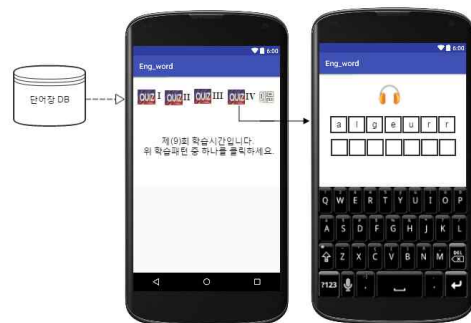 단어장 DB
6:00
Eng_word
QUIZ I QUIZ II QUIZ III QUIZ IV
제(9)회 학습시간입니다.
위 학습패턴 중 하나를 클릭하세요.
6:00
Eng_word
a l g e u r r
Q W E R T Y U I O P
A S D F G H J K L
Z X C V B N M DEL
?123 , .